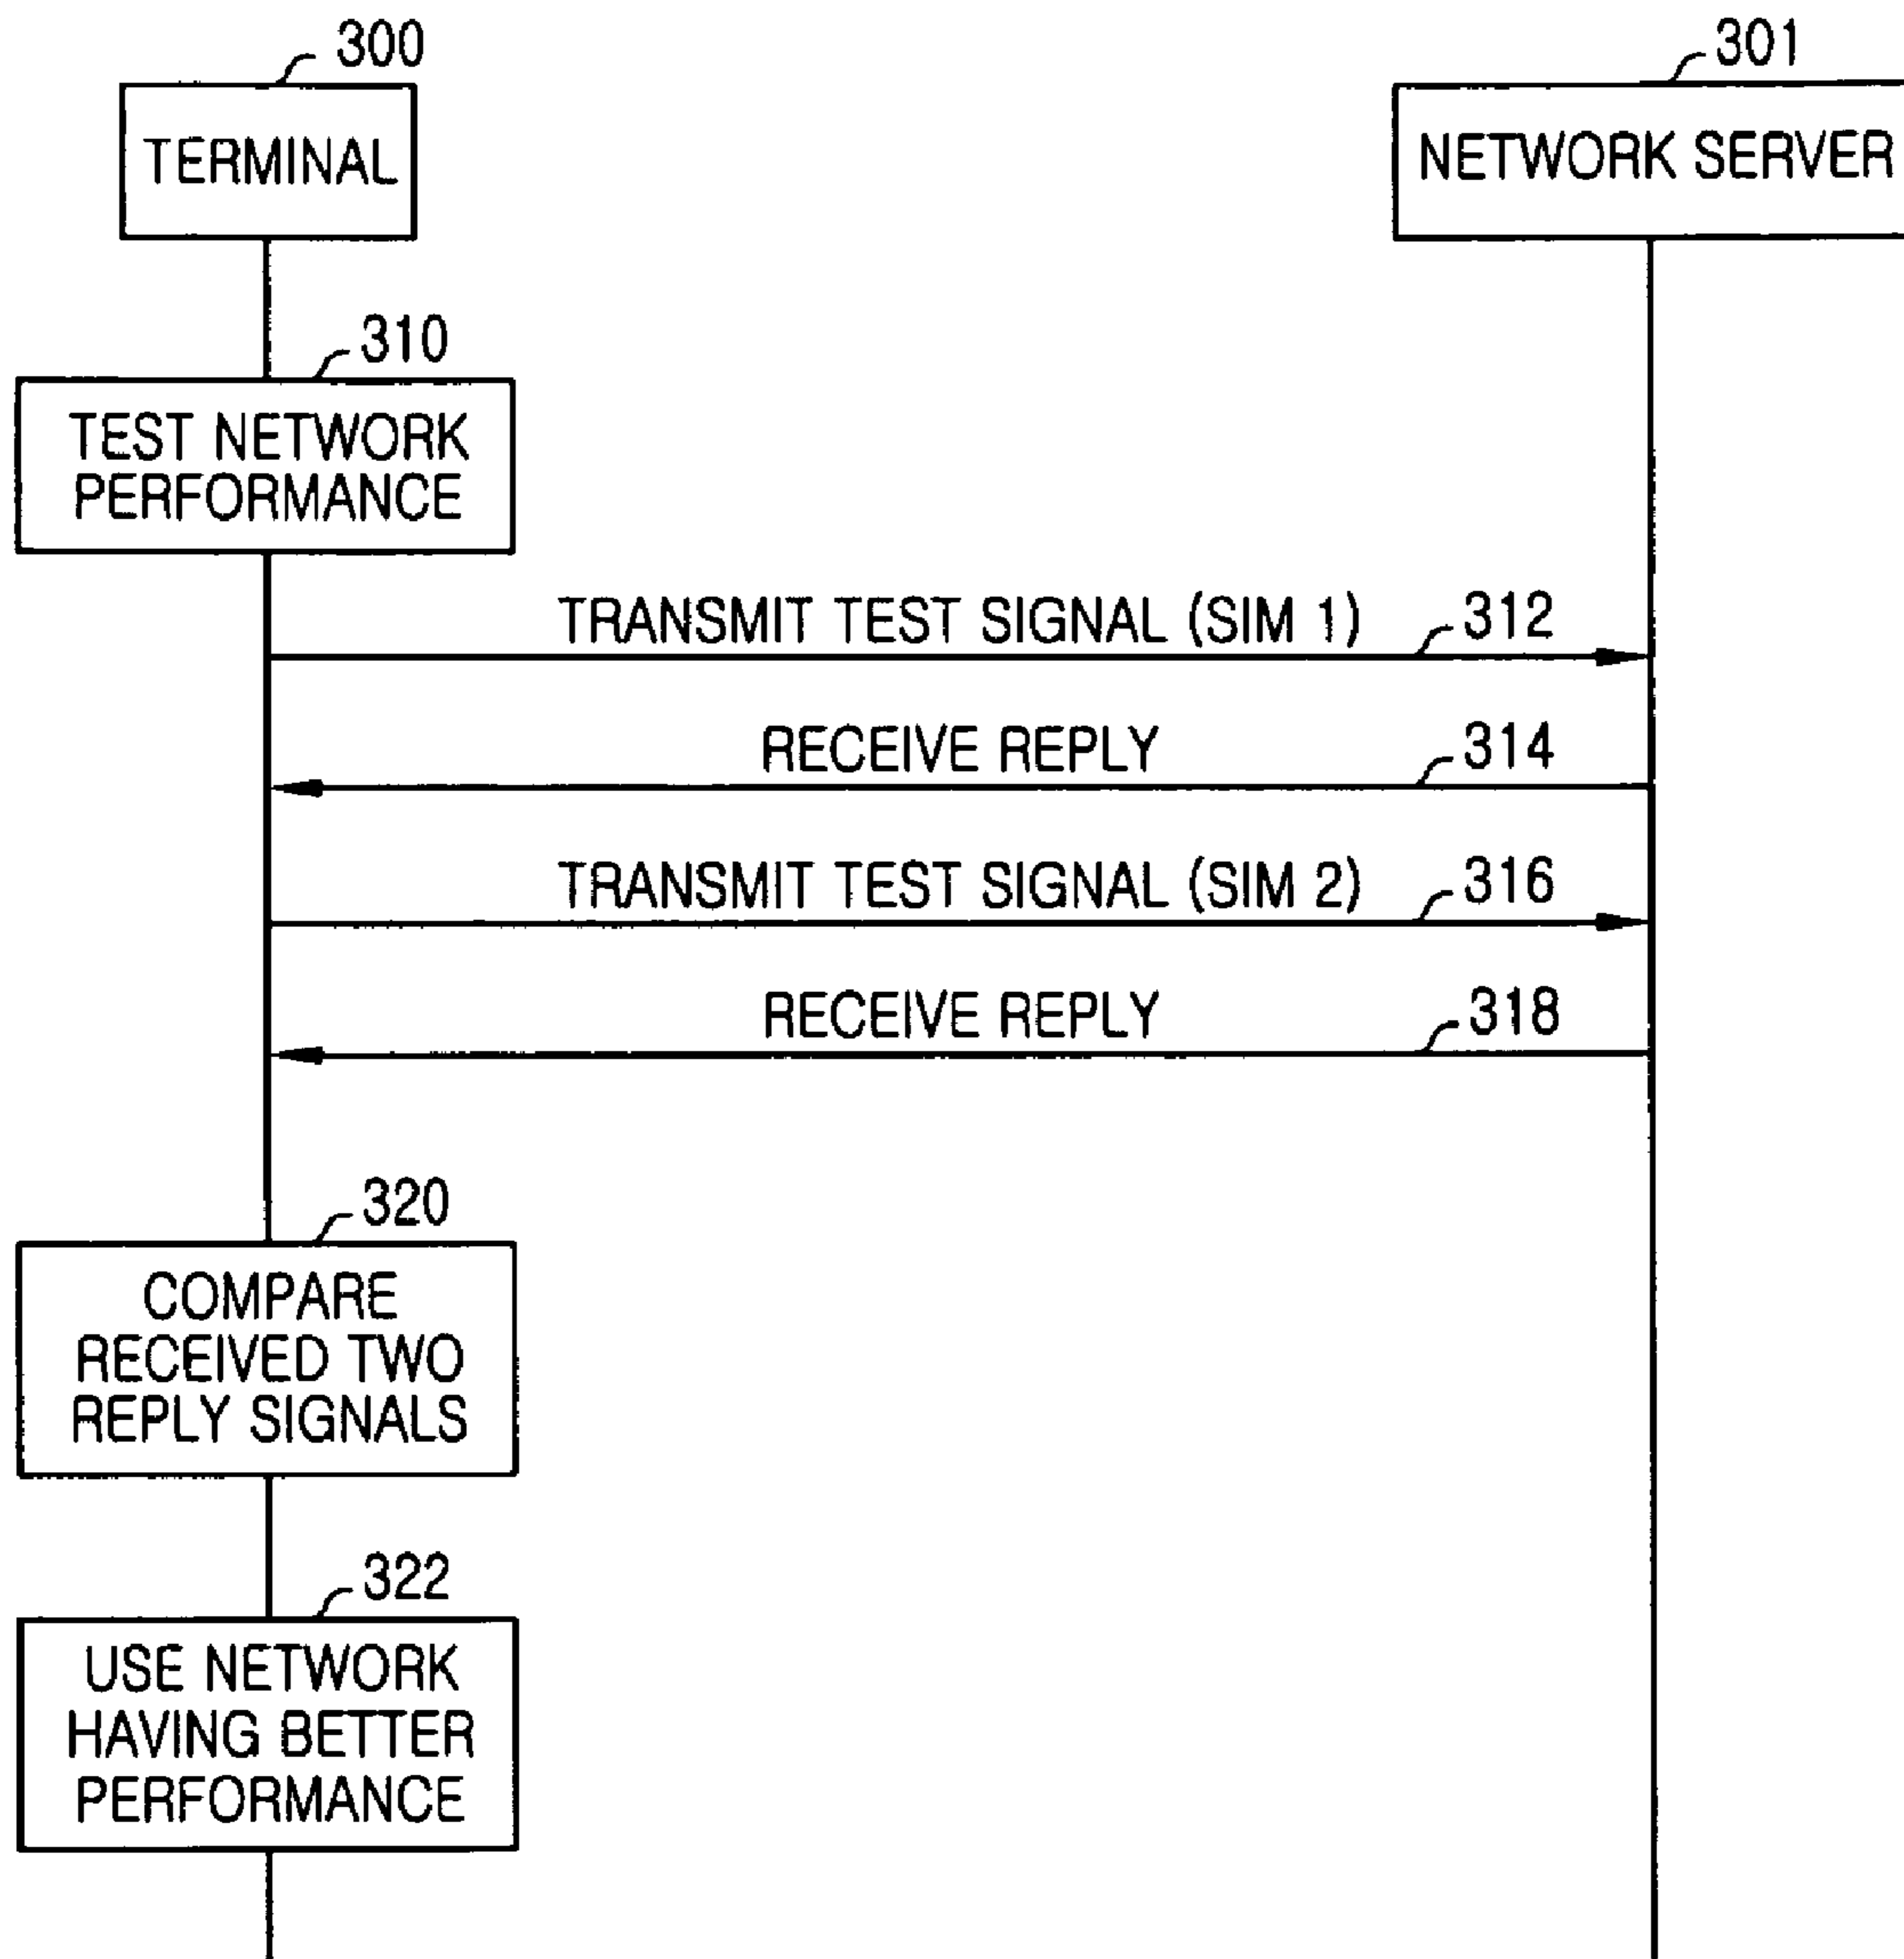 300
301
TERMINAL
NETWORK SERVER
310
TEST NETWORK
PERFORMANCE
TRANSMIT TEST SIGNAL (SIM 1)
312
RECEIVE REPLY
314
TRANSMIT TEST SIGNAL (SIM 2)
316
RECEIVE REPLY
318
320
COMPARE
RECEIVED TWO
REPLY SIGNALS
322
USE NETWORK
HAVING BETTER
PERFORMANCE